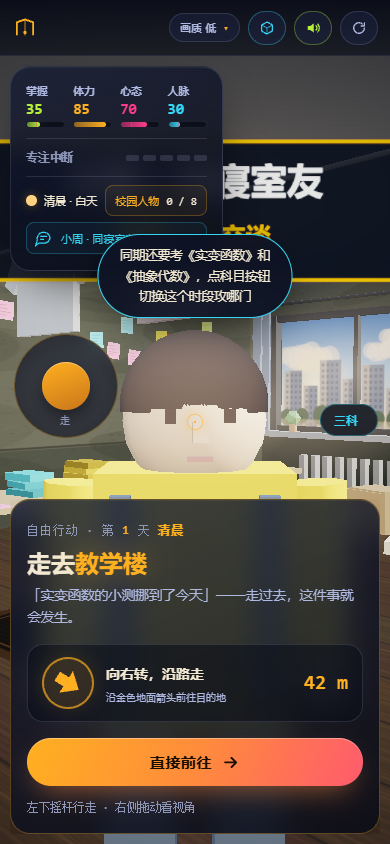 画质 低
掌握
体力
心态
人脉
35
85
70
30
专注中断
清晨 · 白天
校园人物 0 / 8
小周 · 同寝室
寝室友
交谈
同期还要考《实变函数》和
《抽象代数》，点科目按钮
切换这个时段攻哪门
走
三科
自由行动 · 第 1 天 清晨
走去教学楼
「实变函数的小测挪到了今天」——走过去，这件事就
会发生。
向右转，沿路走
沿金色地面箭头前往目的地
42 m
直接前往 →
左下摇杆行走 · 右侧拖动看视角